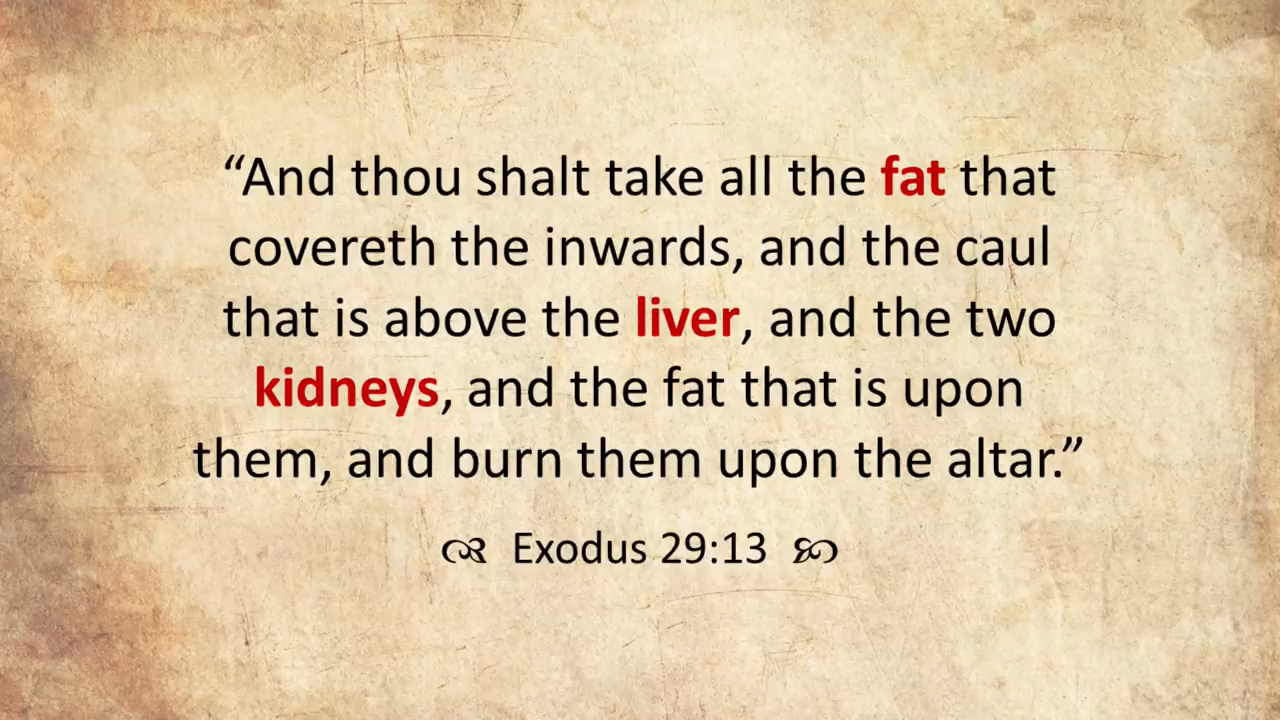 “And thou shalt take all the fat that
covereth the inwards, and the caul
that is above the liver, and the two
kidneys, and the fat that is upon
them, and burn them upon the altar.”
Exodus 29:13